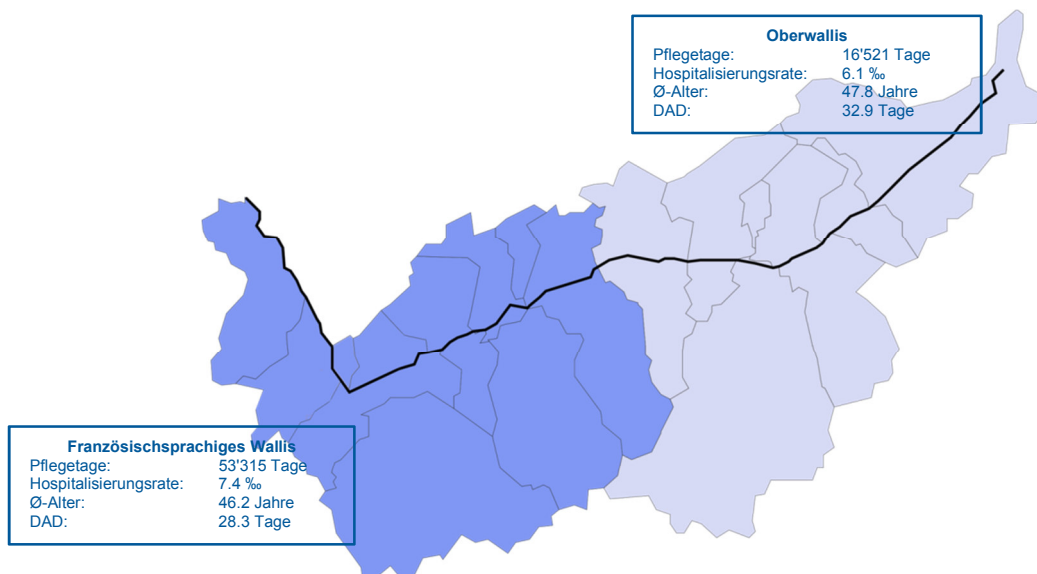 Oberwallis
Pflegetage: 16'521 Tage
Hospitalisierungsrate: 6.1 ‰
Ø-Alter: 47.8 Jahre
DAD: 32.9 Tage
Französischsprachiges Wallis
Pflegetage: 53'315 Tage
Hospitalisierungsrate: 7.4 ‰
Ø-Alter: 46.2 Jahre
DAD: 28.3 Tage